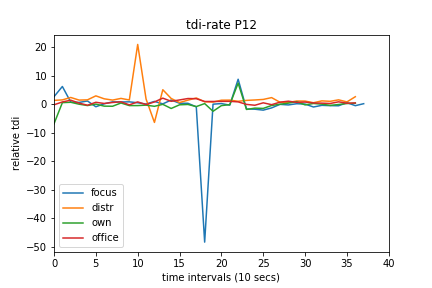 tdi-rate P12
relative tdi
20
10
0
−10
−20
−30
−40
−50
focus
distr
own
office
0 5 10 15 20 25 30 35 40
time intervals (10 secs)